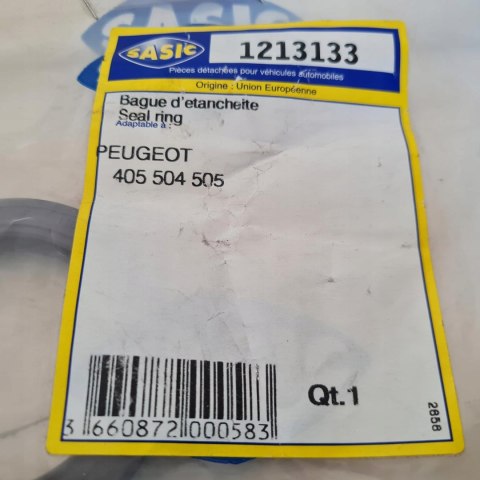 SASIC
1213133
Pièces détachées pour véhicules automobiles
Origine : Union Européenne
Bague d'etancheite
Seal ring
Adaptable à :
PEUGEOT
405 504 505
Qt.1
3 660872 000583
2858